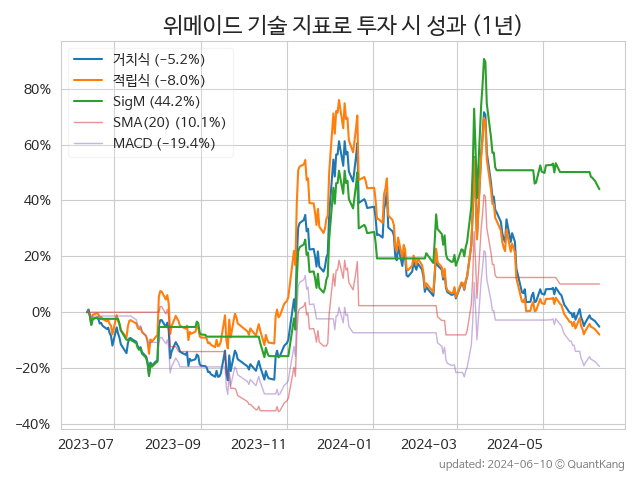 위메이드 기술 지표로 투자 시 성과 (1년)
거치식 (−5.2%)
적립식 (−8.0%)
SigM (44.2%)
SMA(20) (10.1%)
MACD (−19.4%)
80%
60%
40%
20%
0%
−20%
−40%
2023-07 2023-09 2023-11 2024-01 2024-03 2024-05
updated: 2024-06-10 ⓒ QuantKang